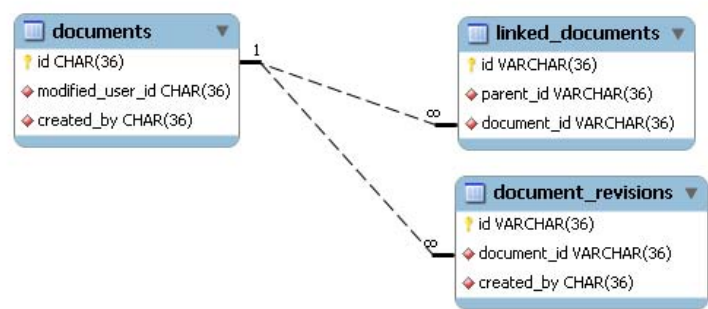 documents
id CHAR(36)
modified_user_id CHAR(36)
created_by CHAR(36)
1
linked_documents
id VARCHAR(36)
parent_id VARCHAR(36)
document_id VARCHAR(36)
∞
document_revisions
id VARCHAR(36)
document_id VARCHAR(36)
created_by CHAR(36)
∞